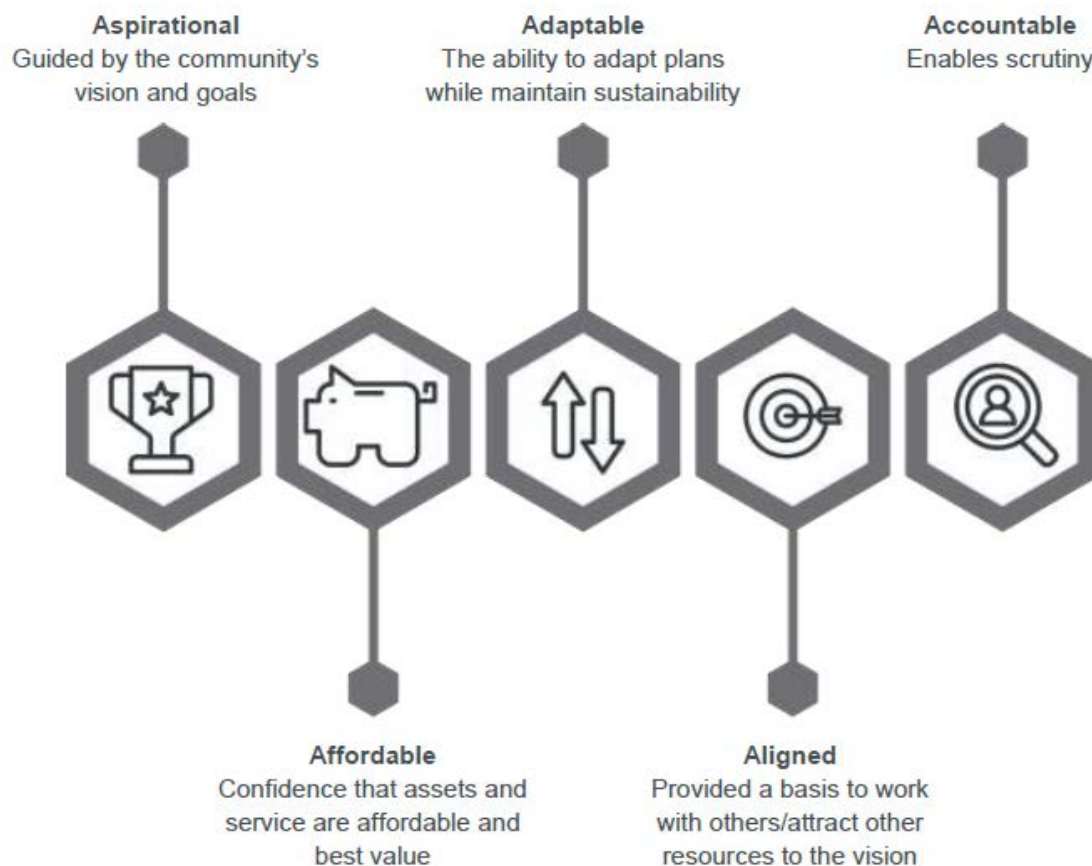 Aspirational
Guided by the community's
vision and goals
Adaptable
The ability to adapt plans
while maintain sustainability
Accountable
Enables scrutiny
Affordable
Confidence that assets and
service are affordable and
best value
Aligned
Provided a basis to work
with others/attract other
resources to the vision